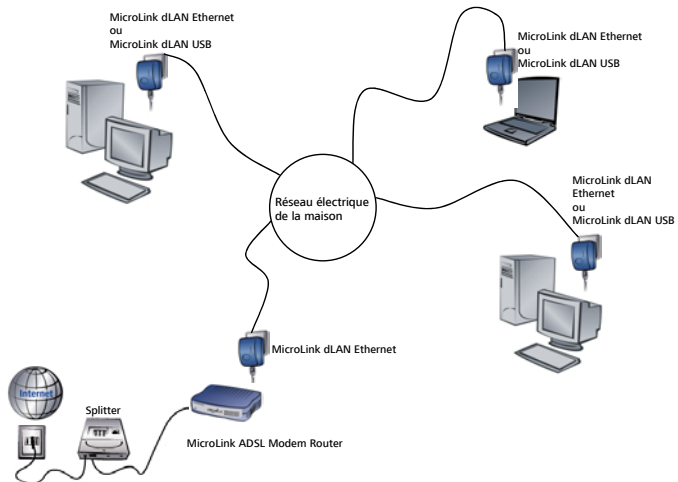 MicroLink dLAN Ethernet
ou
MicroLink dLAN USB
MicroLink dLAN Ethernet
ou
MicroLink dLAN USB
Réseau électrique
de la maison
MicroLink dLAN
Ethernet
ou
MicroLink dLAN USB
MicroLink dLAN Ethernet
Internet
Splitter
MicroLink ADSL Modem Router